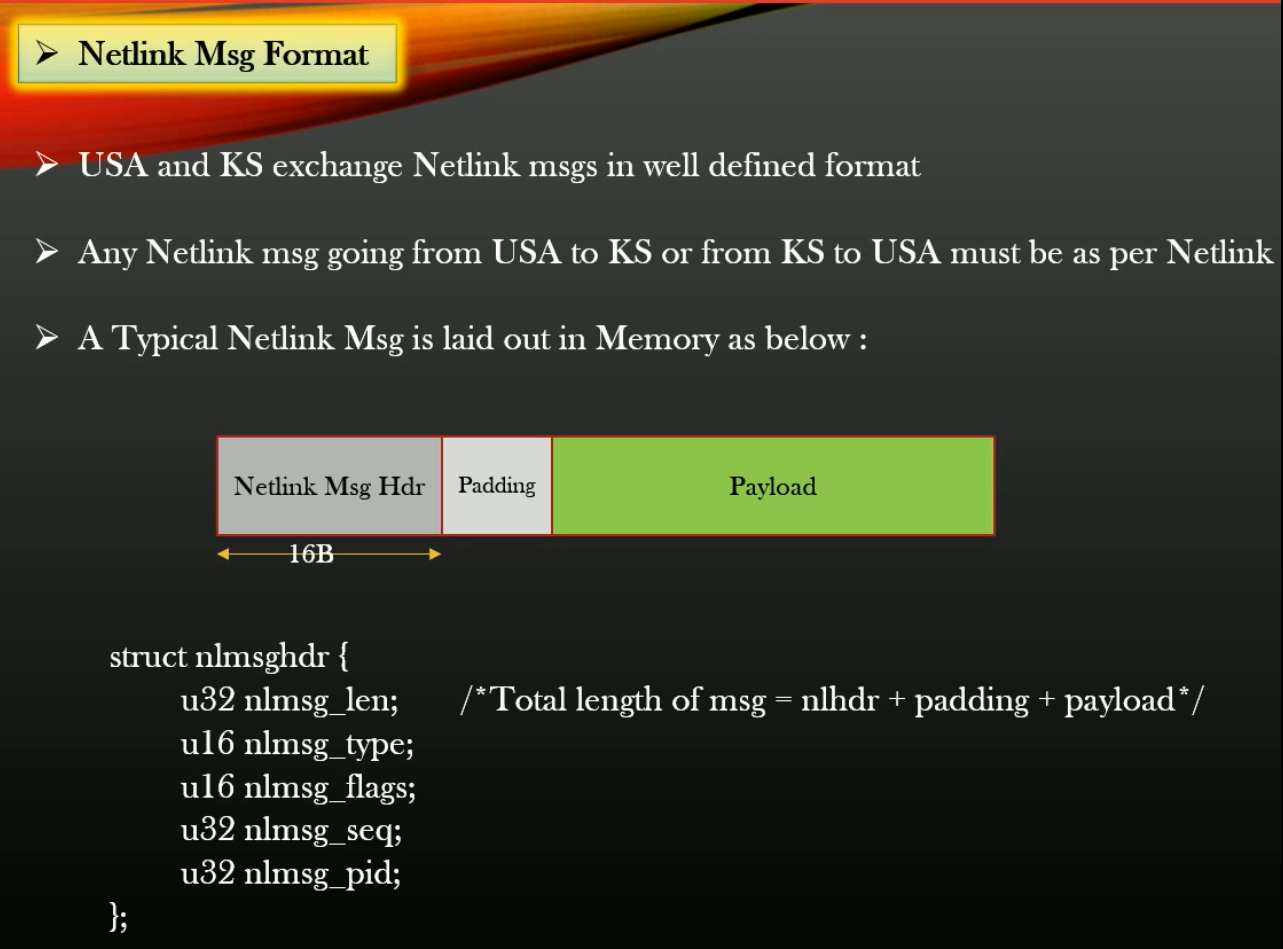 ➢ Netlink Msg Format
➢ USA and KS exchange Netlink msgs in well defined format
➢ Any Netlink msg going from USA to KS or from KS to USA must be as per Netlink
➢ A Typical Netlink Msg is laid out in Memory as below :
Netlink Msg Hdr Padding Payload
16B
struct nlmsghdr {
u32 nlmsg_len; /*Total length of msg = nlhdr + padding + payload*/
u16 nlmsg_type;
u16 nlmsg_flags;
u32 nlmsg_seq;
u32 nlmsg_pid;
};